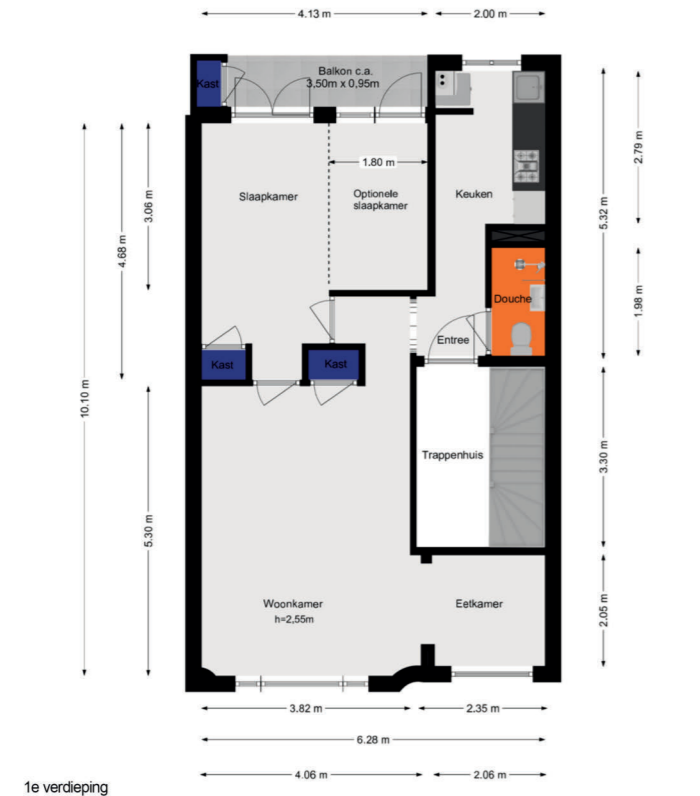 4.13 m
2.00 m
Balkon c.a.
3,50m x 0,95m
Kast
1.80 m
Slaapkamer
Optionele
slaapkamer
Keuken
2.79 m
3.06 m
4.68 m
5.32 m
Douche
1.98 m
Entree
Kast
Kast
10.10 m
Trappenhuis
3.30 m
5.30 m
Woonkamer
h=2,55m
Eetkamer
2.05 m
3.82 m
2.35 m
6.28 m
4.06 m
2.06 m
1e verdieping